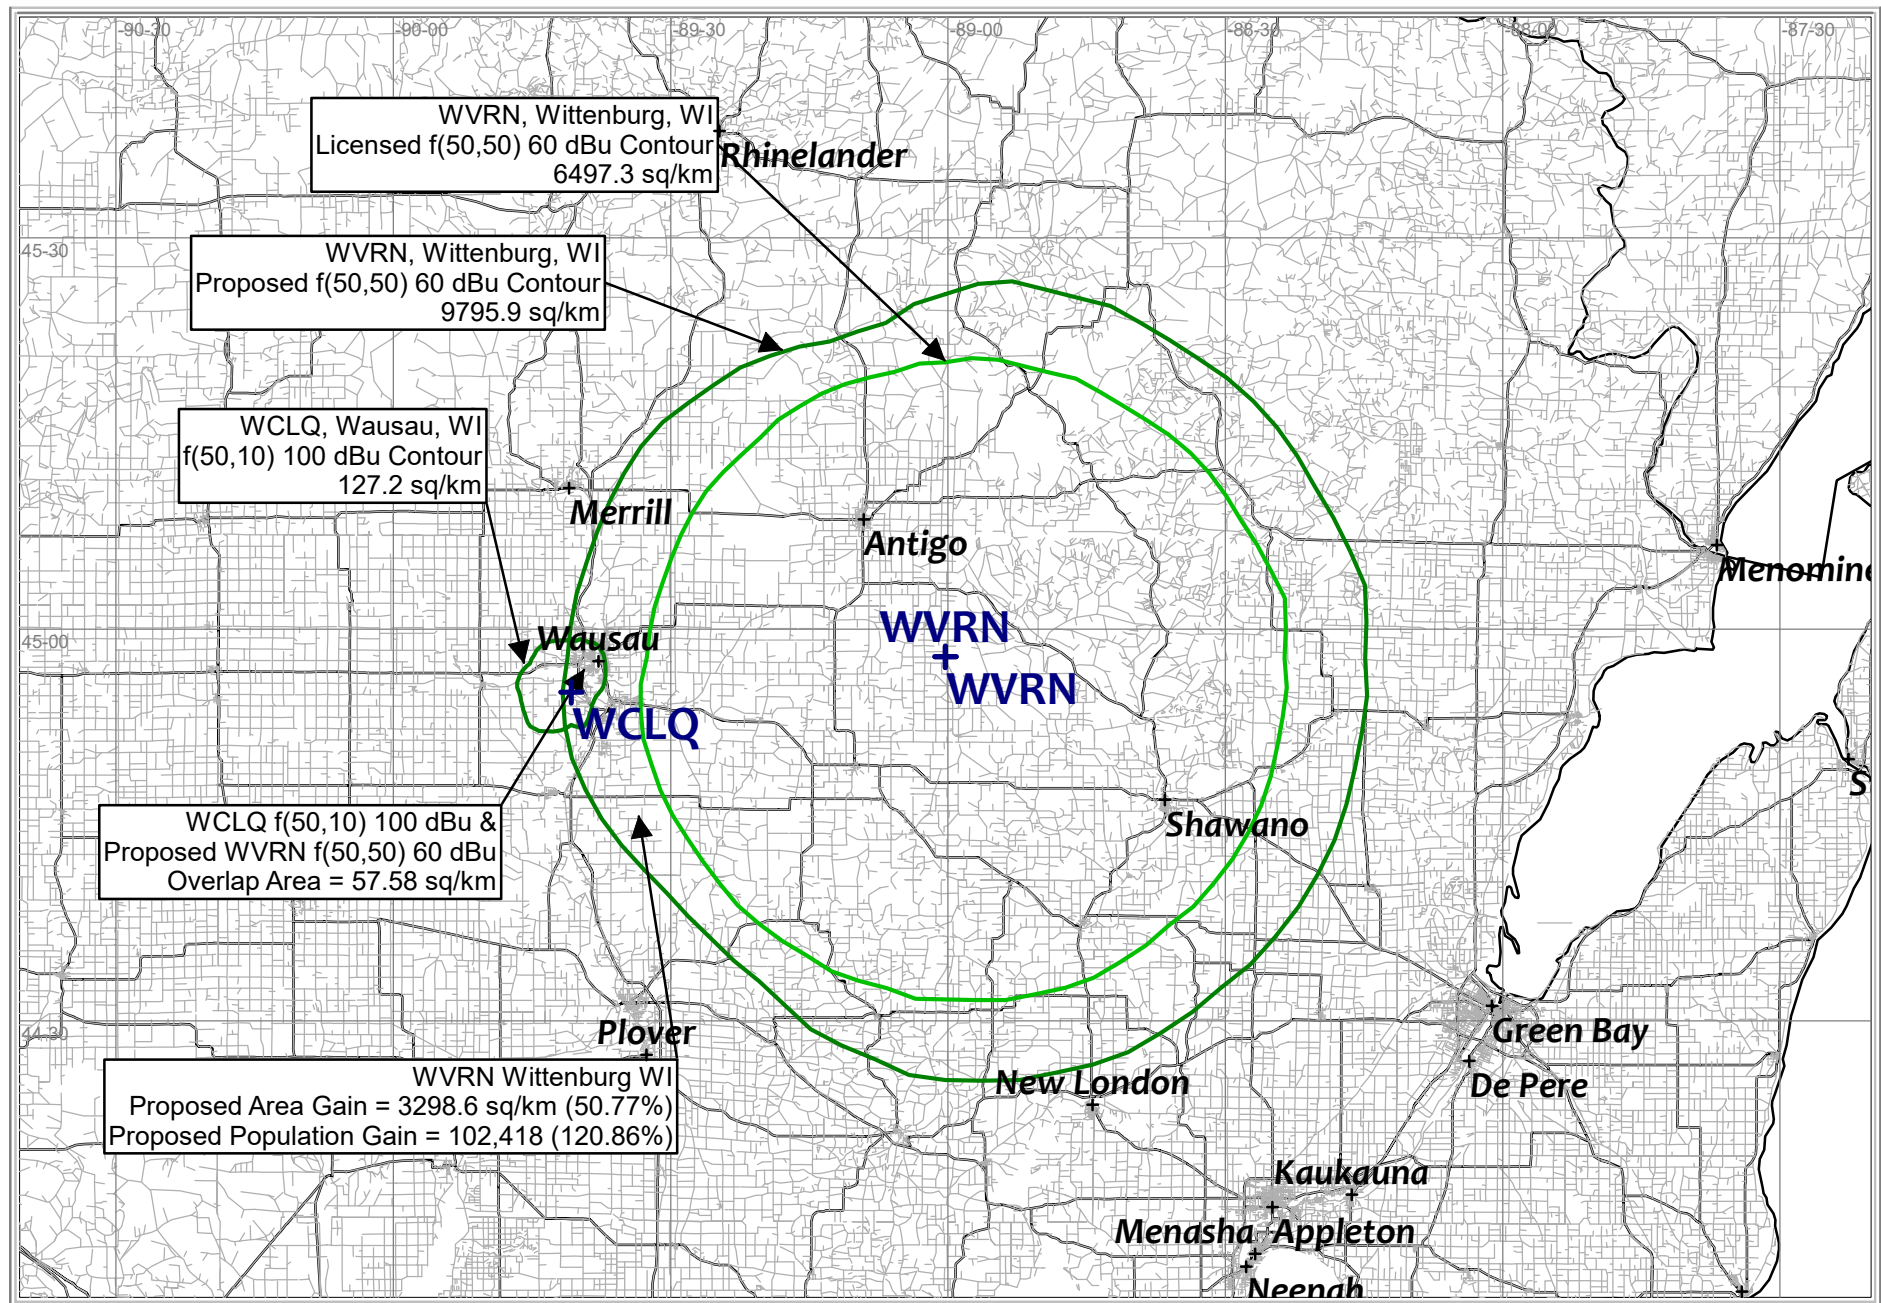 -90-30
-90-00
-89-30
-89-00
-88-30
-88-00
-87-30
WVRN, Wittenburg, WI
Licensed f(50,50) 60 dBu Contour
6497.3 sq/km
Rhinelander
45-30
WVRN, Wittenburg, WI
Proposed f(50,50) 60 dBu Contour
9795.9 sq/km
WCLQ, Wausau, WI
f(50,10) 100 dBu Contour
127.2 sq/km
Merrill
Antigo
Menomine
45-00
Wausau
WVRN
WVRN
WCLQ
S
WCLQ f(50,10) 100 dBu &
Proposed WVRN f(50,50) 60 dBu
Overlap Area = 57.58 sq/km
Shawano
44-30
Plover
Green Bay
De Pere
New London
WVRN Wittenburg WI
Proposed Area Gain = 3298.6 sq/km (50.77%)
Proposed Population Gain = 102,418 (120.86%)
Kaukauna
Menasha
Appleton
Neenah